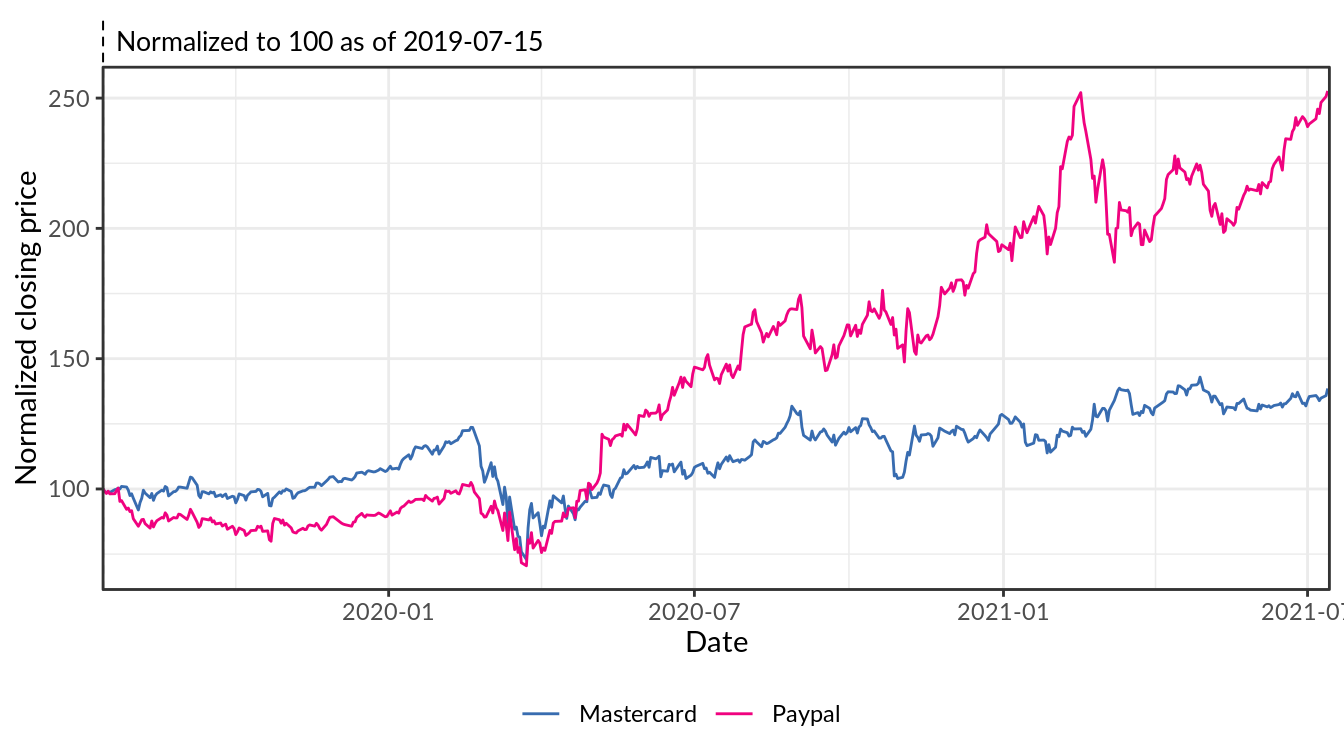 Normalized to 100 as of 2019-07-15
250
200
150
100
Normalized closing price
2020-01
2020-07
2021-01
2021-0
Date
Mastercard
Paypal